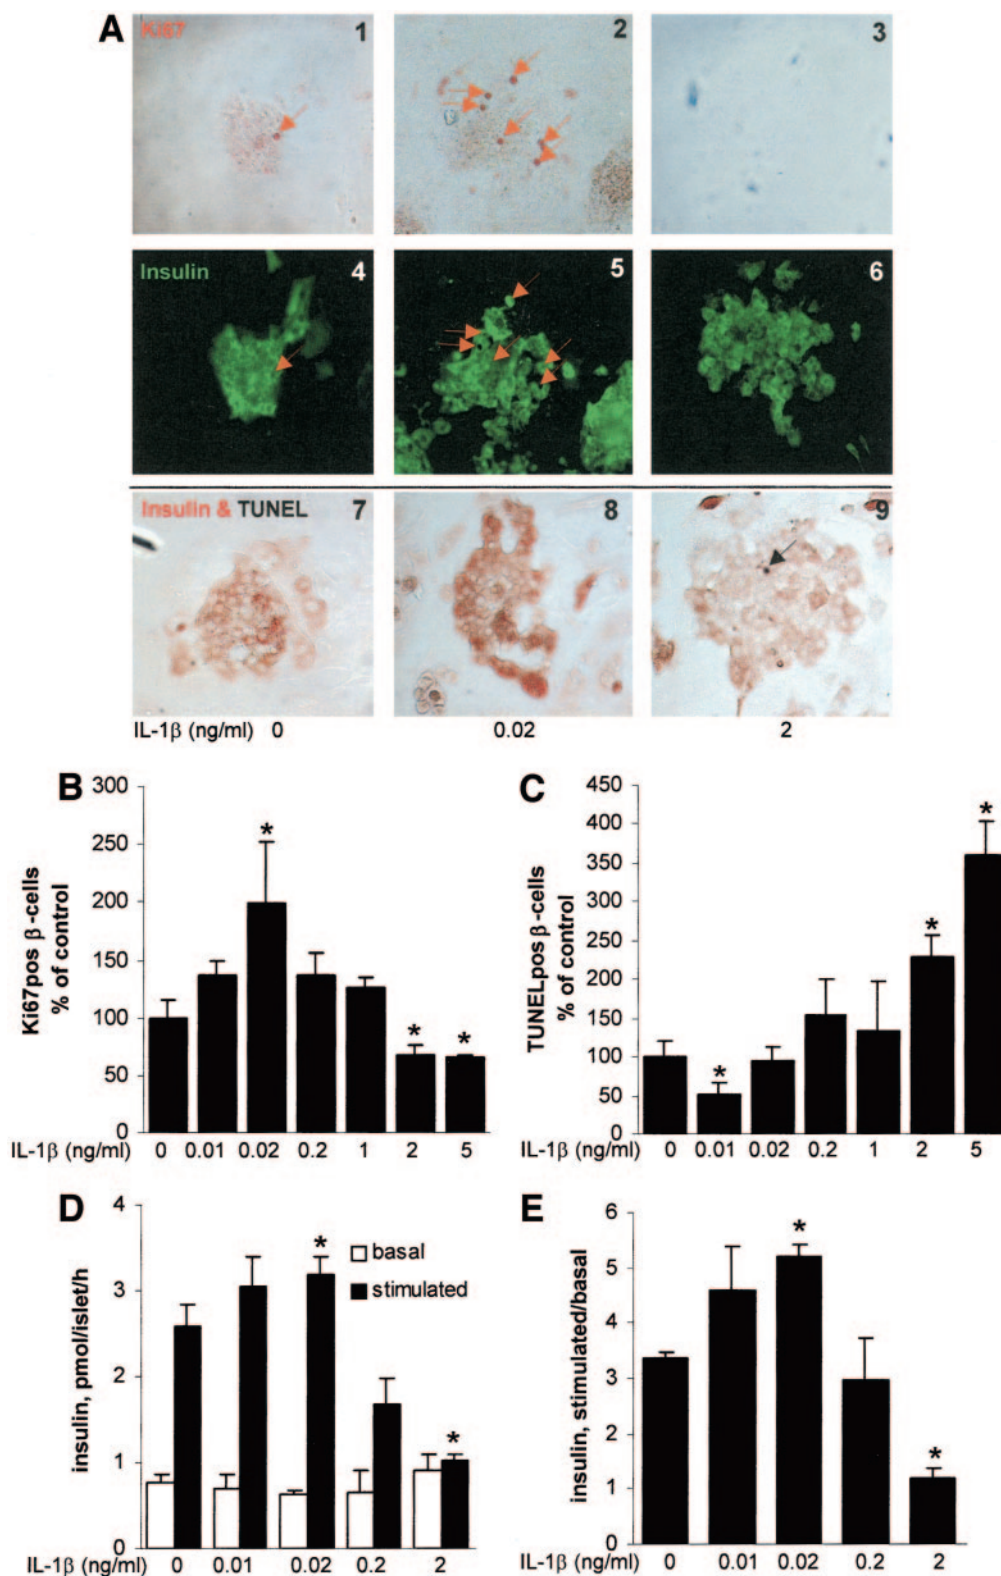 A
Ki67 1 2 3
Insulin 4 5 6
Insulin & TUNEL 7 8 9
IL-1β (ng/ml) 0 0.02 2
B
Ki67pos β-cells
% of control
300
250
200
150
100
50
0
* * *
IL-1β (ng/ml) 0 0.01 0.02 0.2 1 2 5
C
TUNELpos β-cells
% of control
450
400
350
300
250
200
150
100
50
0
* * *
IL-1β (ng/ml) 0 0.01 0.02 0.2 1 2 5
D
insulin, pmol/islet/h
4
3
2
1
0
* *
basal
stimulated
IL-1β (ng/ml) 0 0.01 0.02 0.2 2
E
insulin, stimulated/basal
6
5
4
3
2
1
0
* *
IL-1β (ng/ml) 0 0.01 0.02 0.2 2